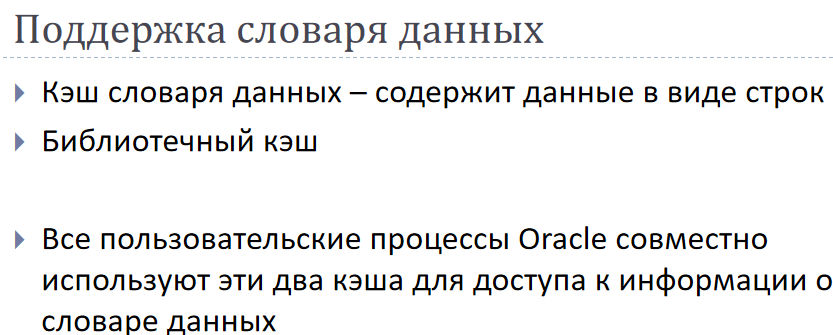 Поддержка словаря данных
Кэш словаря данных – содержит данные в виде строк
Библиотечный кэш
Все пользовательские процессы Oracle совместно
используют эти два кэша для доступа к информации о
словаре данных